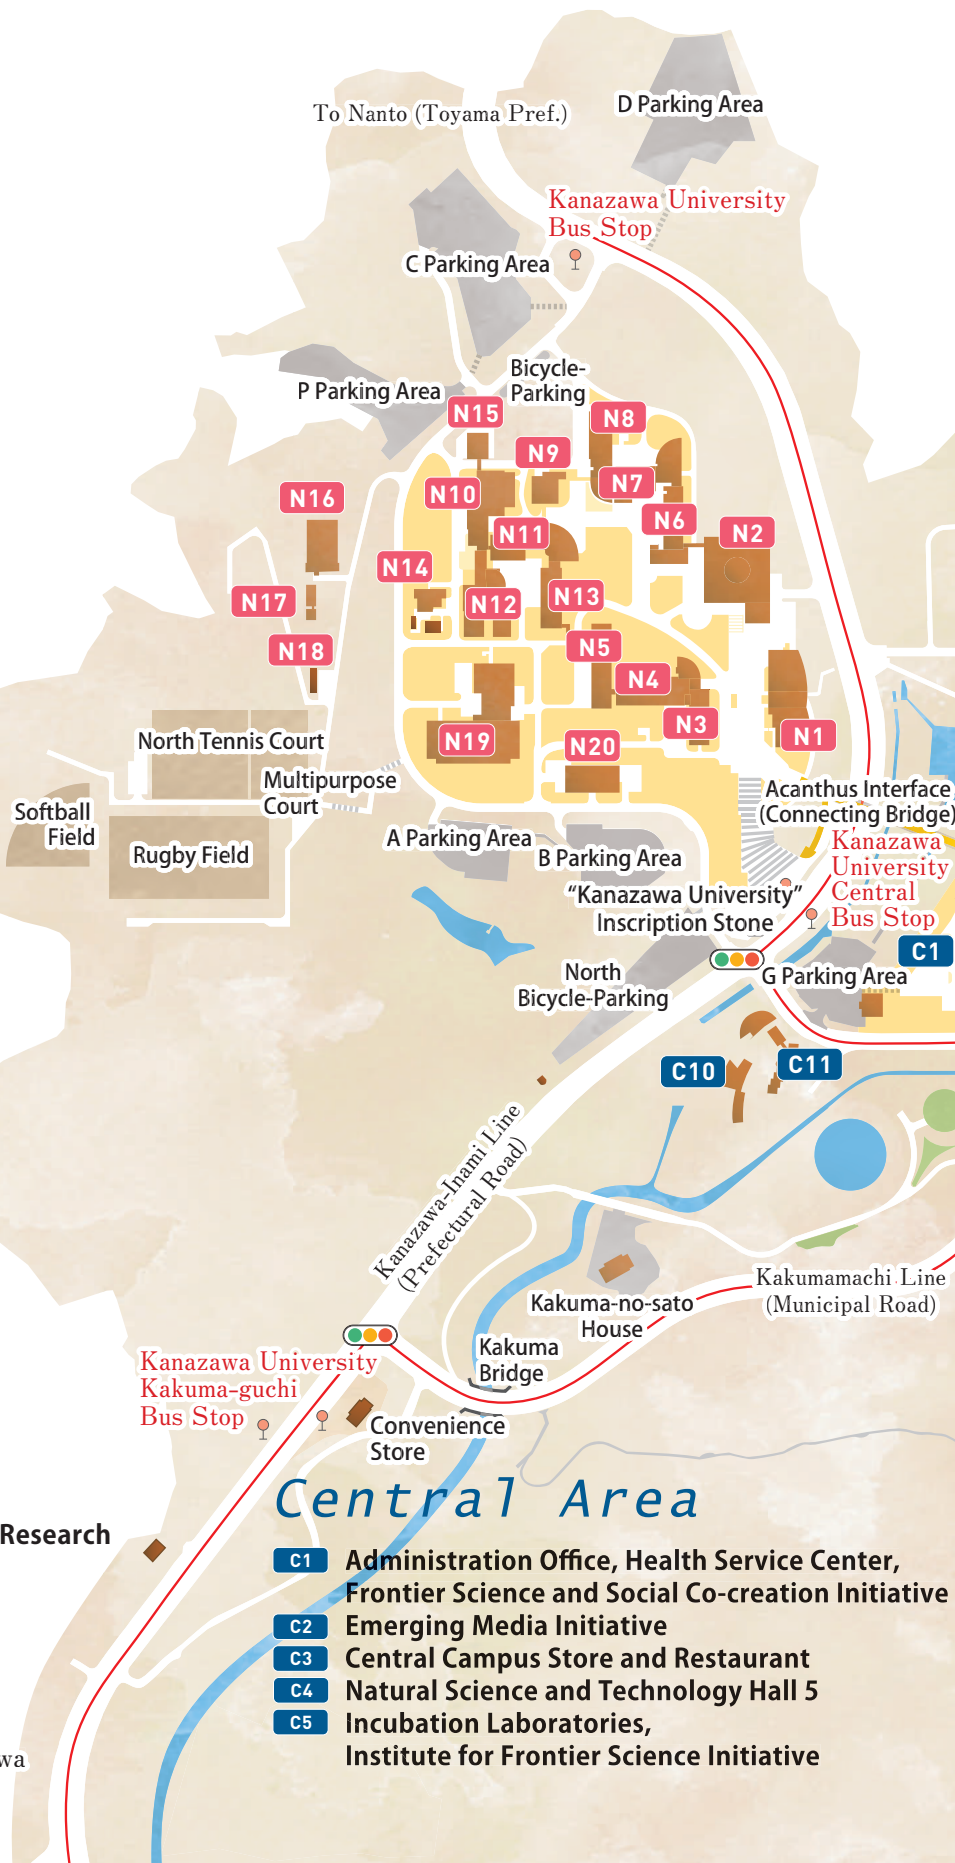 To Nanto (Toyama Pref.)
D Parking Area
Kanazawa University
Bus Stop
C Parking Area
P Parking Area
Bicycle-
Parking
N15
N8
N9
N10
N7
N16
N11
N6
N2
N14
N17
N12
N13
N18
N5
N4
N3
N1
N19
N20
North Tennis Court
Multipurpose
Court
Softball
Field
Rugby Field
A Parking Area
B Parking Area
Acanthus Interface
(Connecting Bridge)
Kanazawa
University
Central
Bus Stop
“Kanazawa University”
Inscription Stone
C1
North
Bicycle-Parking
G Parking Area
C10
C11
Kanazawa-Inami Line
(Prefectural Road)
Kakumamachi Line
(Municipal Road)
Kakuma-no-sato
House
Kakuma
Bridge
Kanazawa University
Kakuma-guchi
Bus Stop
Convenience
Store
Research
wa
Central Area
C1 Administration Office, Health Service Center,
Frontier Science and Social Co-creation Initiative
C2 Emerging Media Initiative
C3 Central Campus Store and Restaurant
C4 Natural Science and Technology Hall 5
C5 Incubation Laboratories,
Institute for Frontier Science Initiative